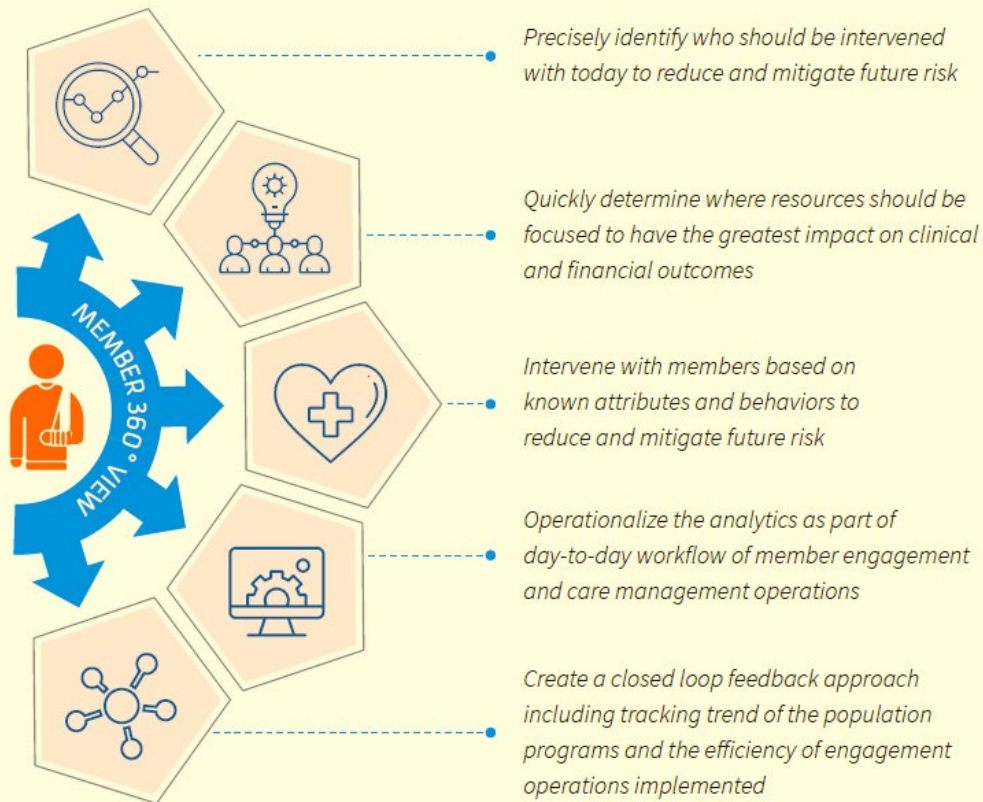 Precisely identify who should be intervened
with today to reduce and mitigate future risk
Quickly determine where resources should be
focused to have the greatest impact on clinical
and financial outcomes
MEMBER 360° VIEW
Intervene with members based on
known attributes and behaviors to
reduce and mitigate future risk
Operationalize the analytics as part of
day-to-day workflow of member engagement
and care management operations
Create a closed loop feedback approach
including tracking trend of the population
programs and the efficiency of engagement
operations implemented